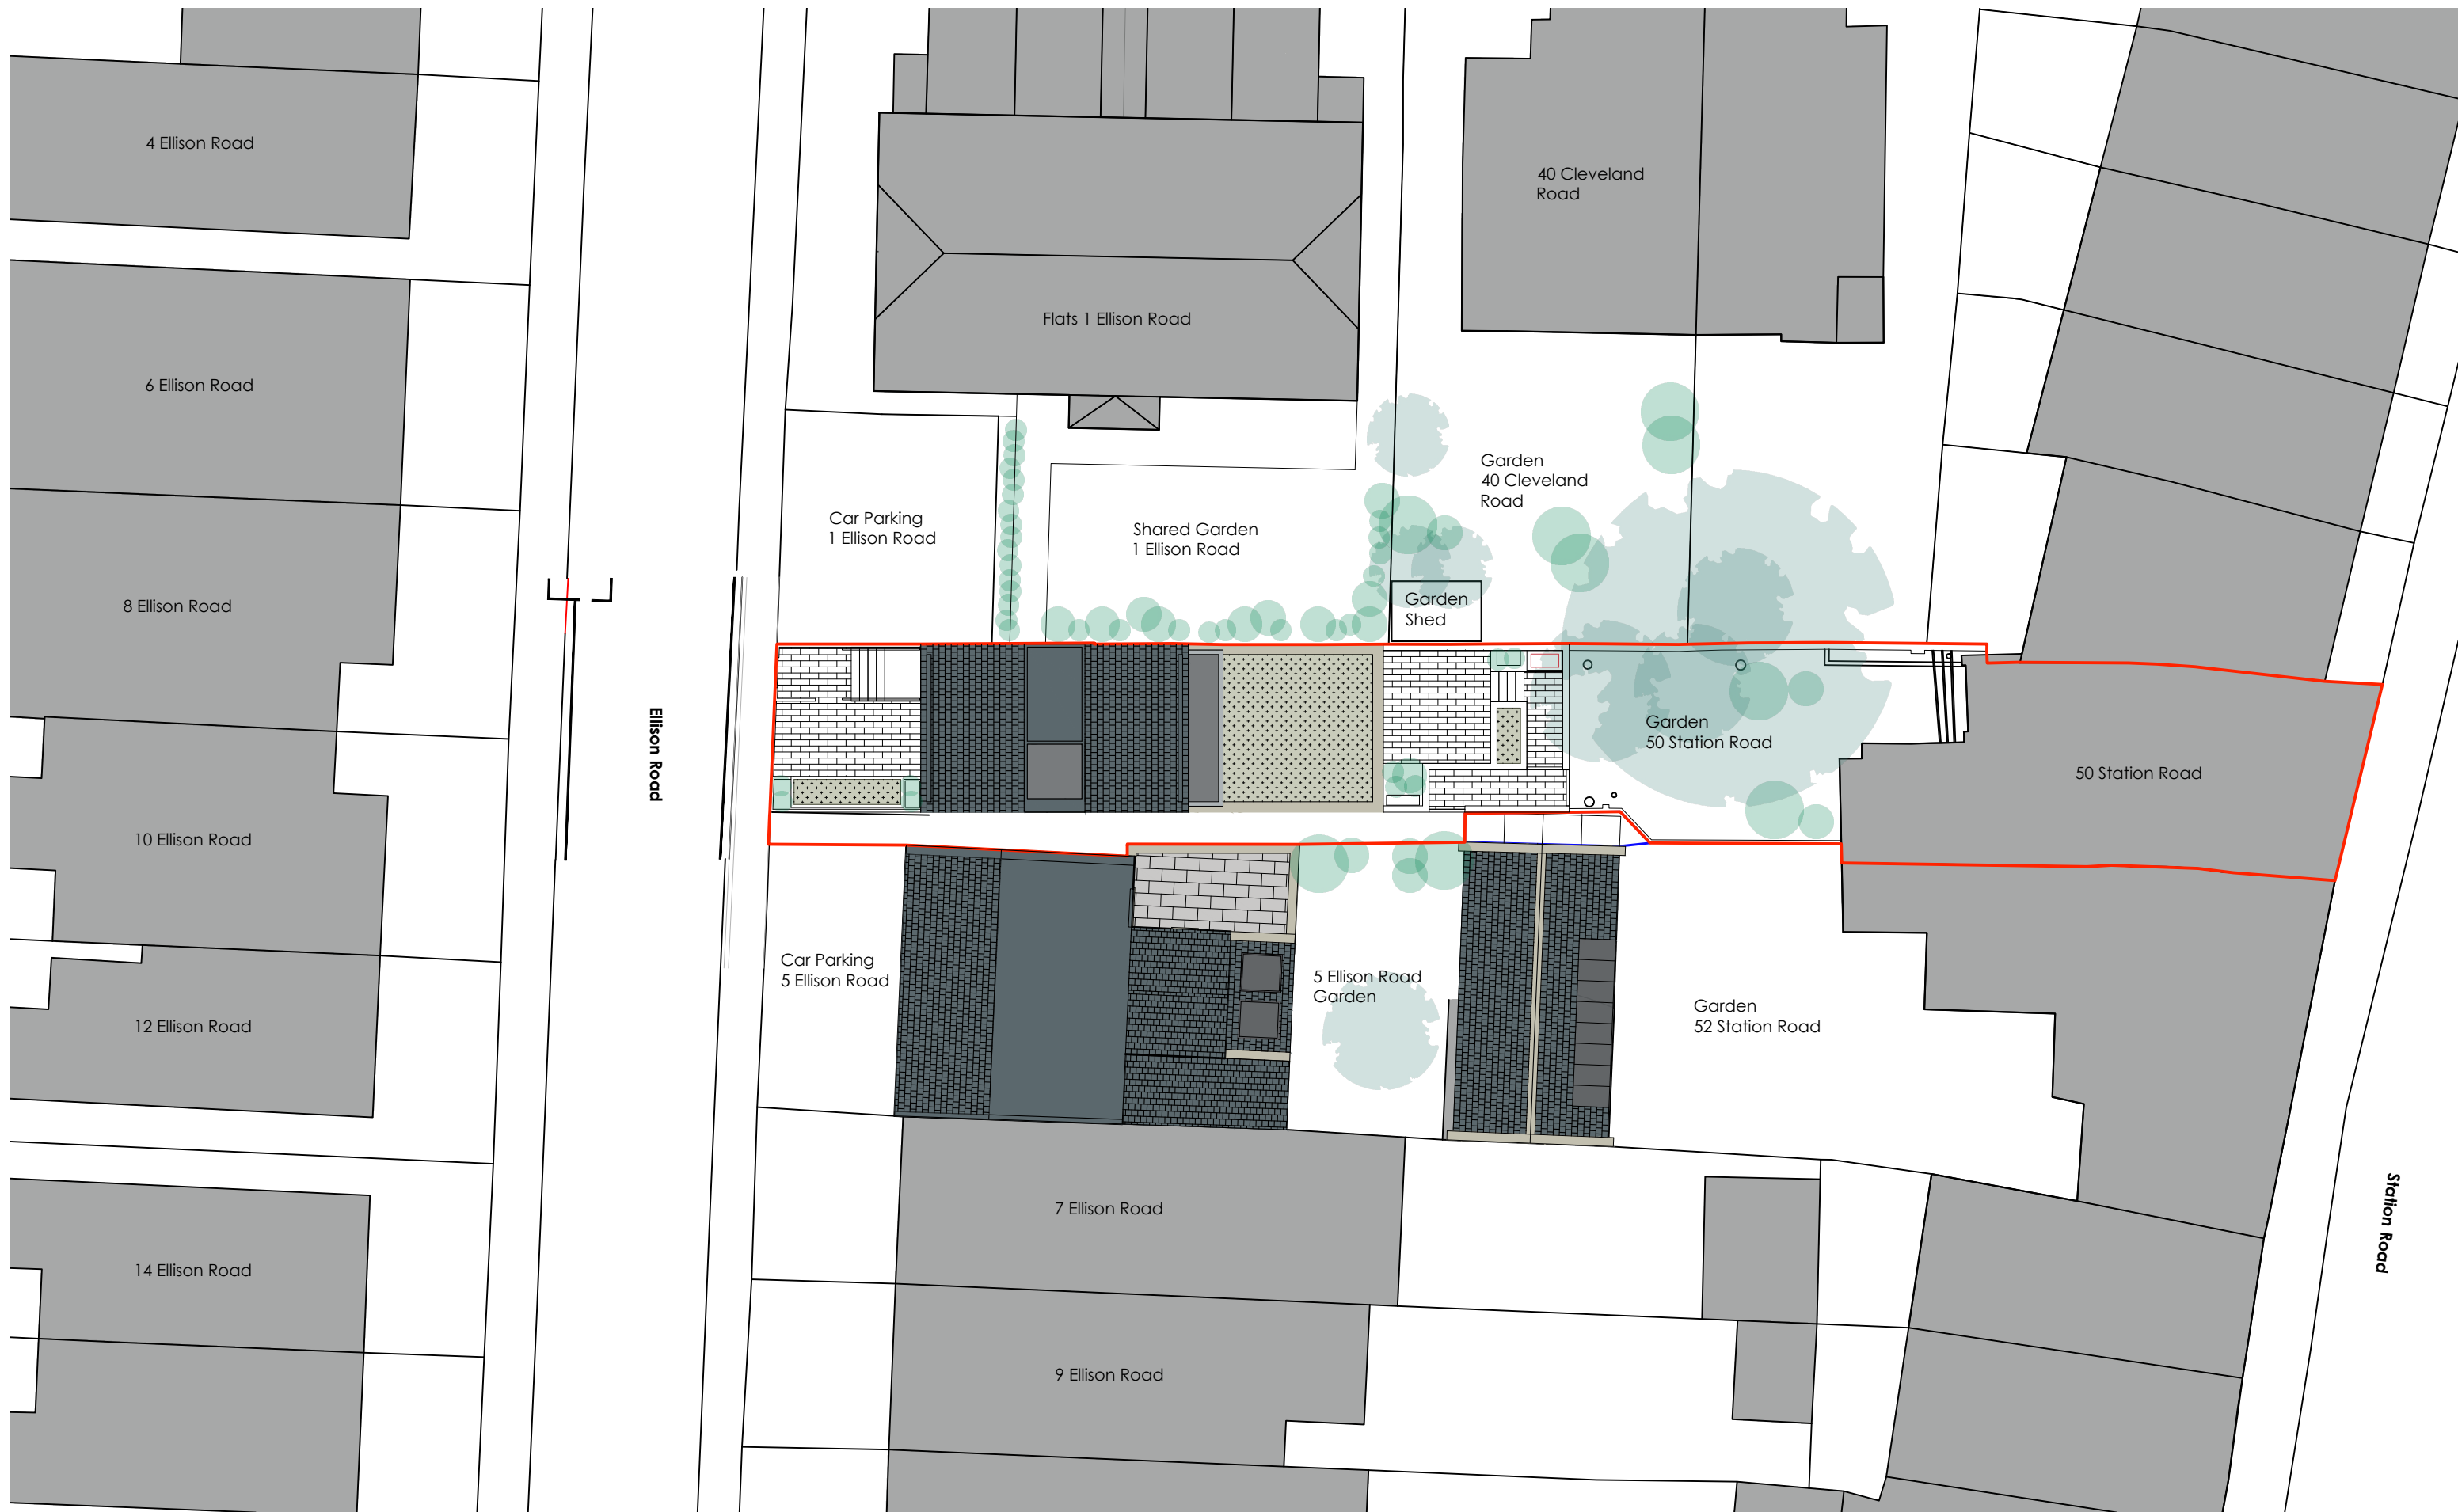 4 Ellison Road
40 Cleveland
Road
Flats 1 Ellison Road
6 Ellison Road
Garden
40 Cleveland
Road
Car Parking
1 Ellison Road
Shared Garden
1 Ellison Road
8 Ellison Road
Garden
Shed
Ellison Road
Garden
50 Station Road
50 Station Road
10 Ellison Road
Car Parking
5 Ellison Road
5 Ellison Road
Garden
Garden
52 Station Road
12 Ellison Road
7 Ellison Road
Station Road
14 Ellison Road
9 Ellison Road